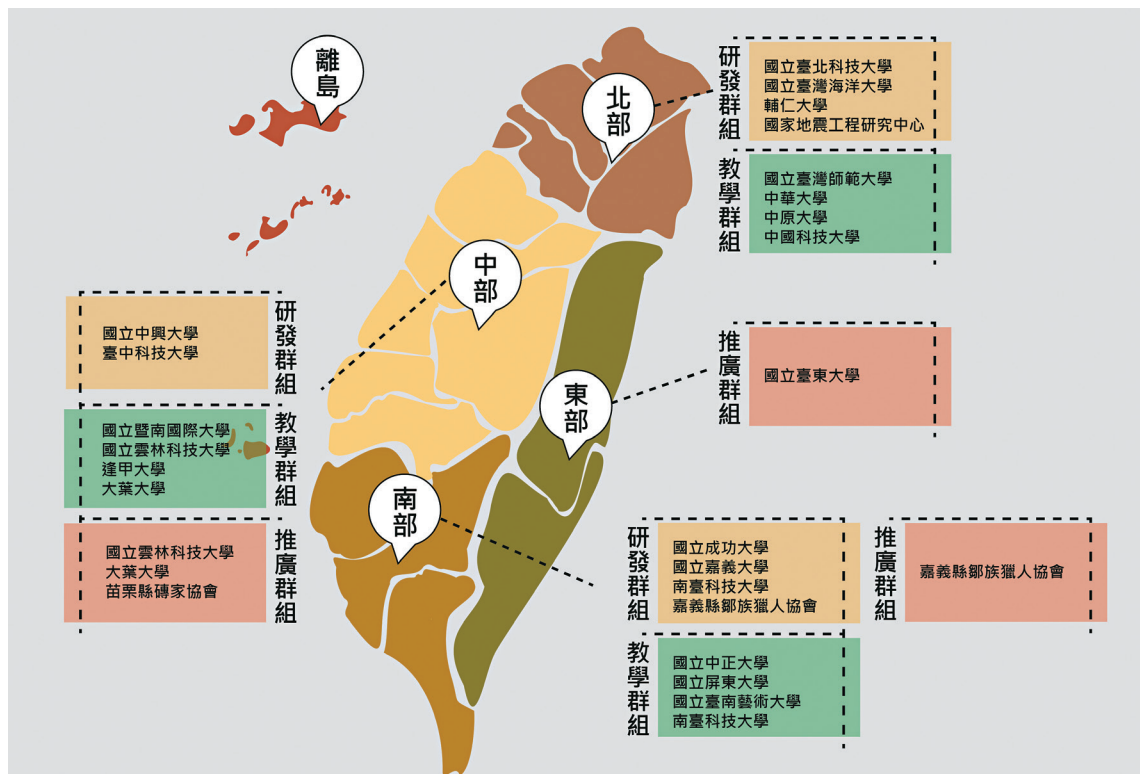 離島
北部
研發群組
國立臺北科技大學
國立臺灣海洋大學
輔仁大學
國家地震工程研究中心
教學群組
國立臺灣師範大學
中華大學
中原大學
中國科技大學
中部
研發群組
國立中興大學
臺中科技大學
教學群組
國立暨南國際大學
國立雲林科技大學
逢甲大學
大葉大學
推廣群組
國立雲林科技大學
大葉大學
苗栗縣磚家協會
東部
推廣群組
國立臺東大學
南部
研發群組
國立成功大學
國立嘉義大學
南臺科技大學
嘉義縣鄒族獵人協會
推廣群組
嘉義縣鄒族獵人協會
教學群組
國立中正大學
國立屏東大學
國立臺南藝術大學
南臺科技大學